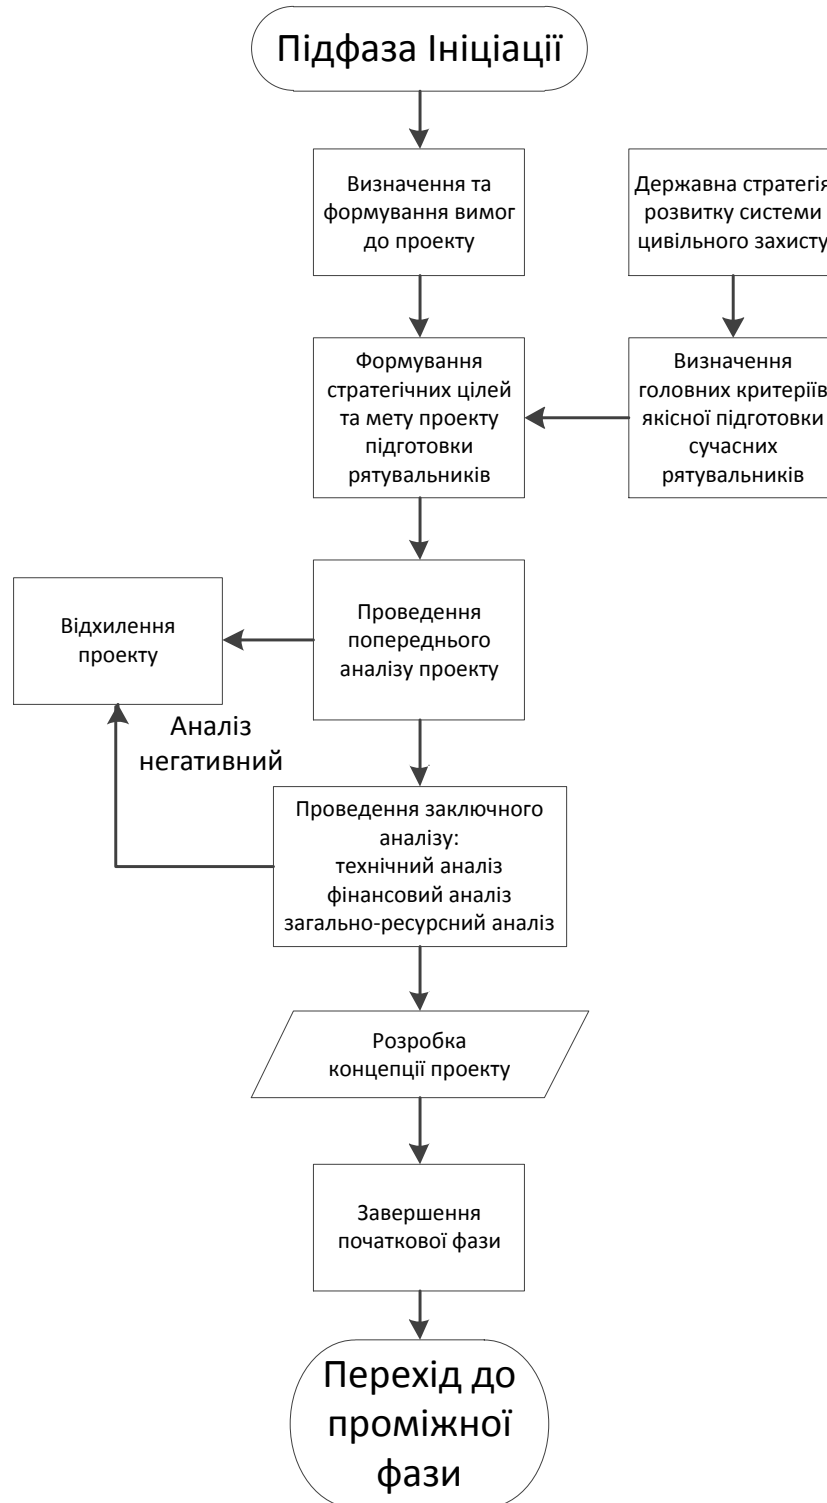 Підфаза Ініціації
Визначення та
формування вимог
до проекту
Державна стратегія
розвитку системи
цивільного захисту
Формування
стратегічних цілей
та мету проекту
підготовки
рятувальників
Визначення
головних критеріїв
якісної підготовки
сучасних
рятувальників
Відхилення
проекту
Проведення
попереднього
аналізу проекту
Аналіз
негативний
Проведення заключного
аналізу:
технічний аналіз
фінансовий аналіз
загально-ресурсний аналіз
Розробка
концепції проекту
Завершення
початкової фази
Перехід до
проміжної
фази